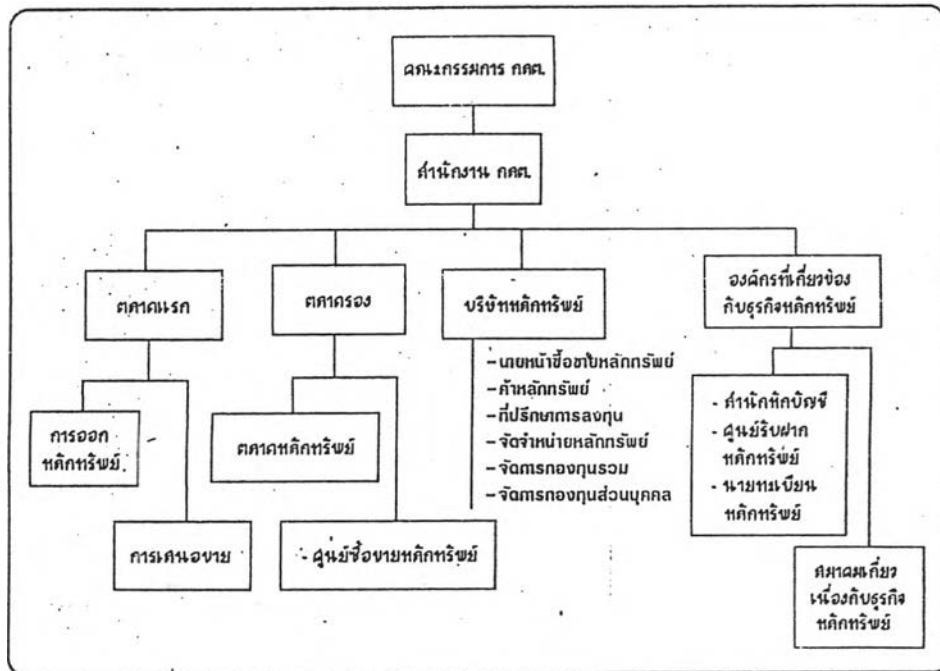 คณะกรรมการ กลต.
สำนักงาน กลต.
ตลาดแรก
ตลาดรอง
บริษัทหลักทรัพย์
องค์กรที่เกี่ยวข้อง
กับธุรกิจหลักทรัพย์
-นายหน้าซื้อขายหลักทรัพย์
-ค้าหลักทรัพย์
-ที่ปรึกษาการลงทุน
-จัดจำหน่ายหลักทรัพย์
-จัดการกองทุนรวม
-จัดการกองทุนส่วนบุคคล
การออก
หลักทรัพย์
ตลาดหลักทรัพย์
- สำนักหักบัญชี
- ศูนย์รับฝาก
หลักทรัพย์
- นายทะเบียน
หลักทรัพย์
การเสนอขาย
- ศูนย์ซื้อขายหลักทรัพย์
สมาคมเกี่ยว
เนื่องกับธุรกิจ
หลักทรัพย์